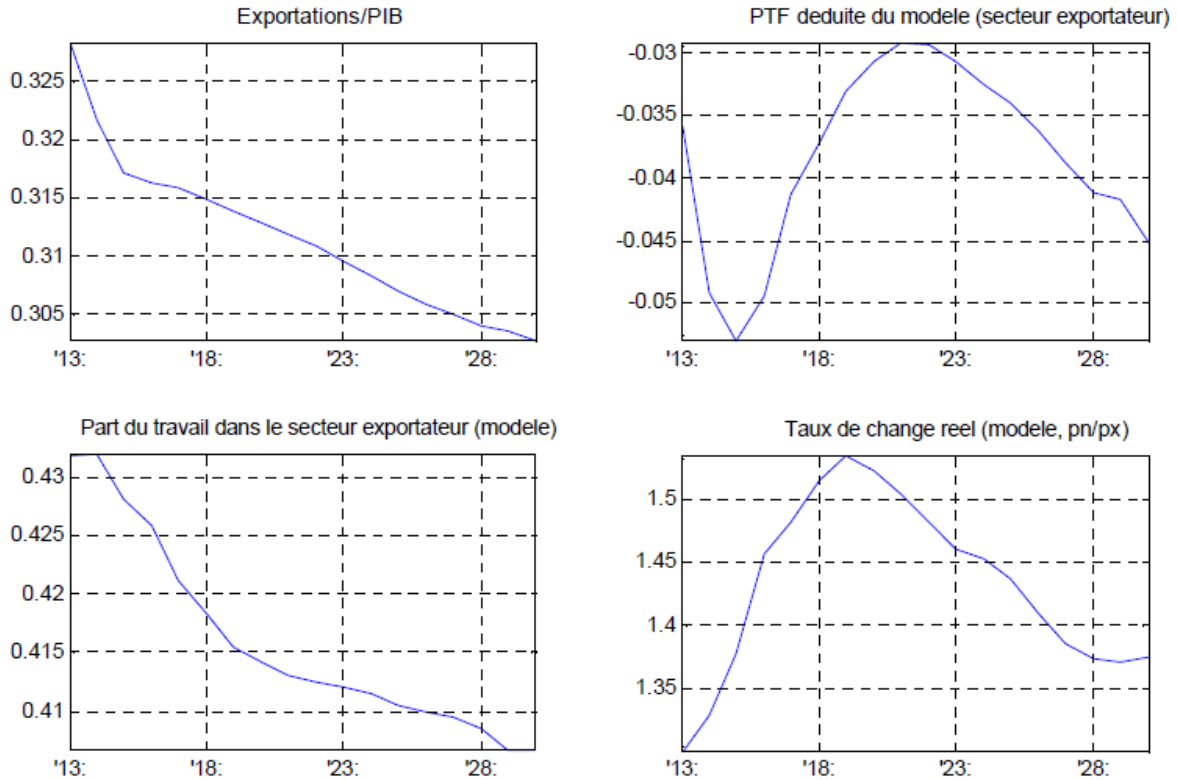 Exportations/PIB
0.325
0.32
0.315
0.31
0.305
'13: '18: '23: '28:
PTF deduite du modele (secteur exportateur)
-0.03
-0.035
-0.04
-0.045
-0.05
'13: '18: '23: '28:
Part du travail dans le secteur exportateur (modele)
0.43
0.425
0.42
0.415
0.41
'13: '18: '23: '28:
Taux de change reel (modele, pn/px)
1.5
1.45
1.4
1.35
'13: '18: '23: '28: